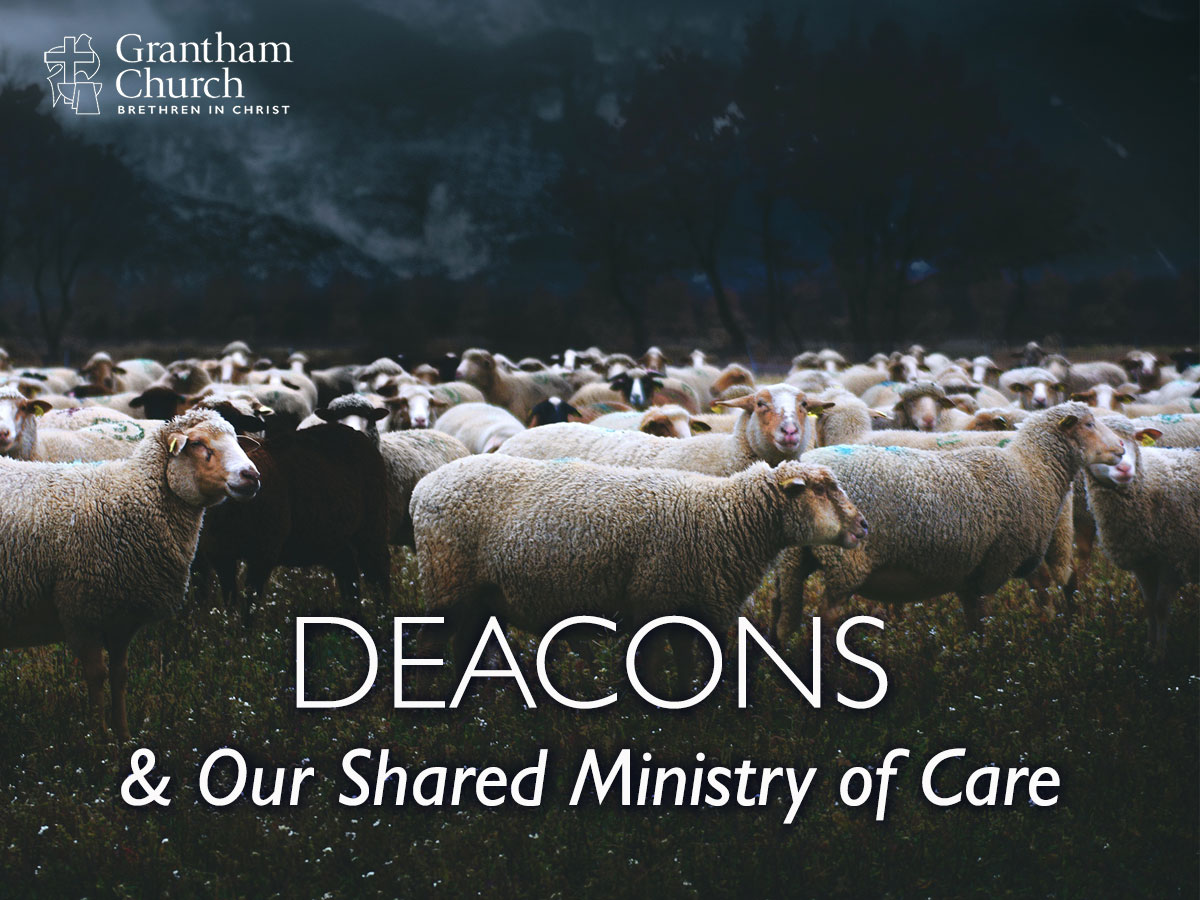 Grantham
Church
BRETHREN IN CHRIST
DEACONS
& Our Shared Ministry of Care